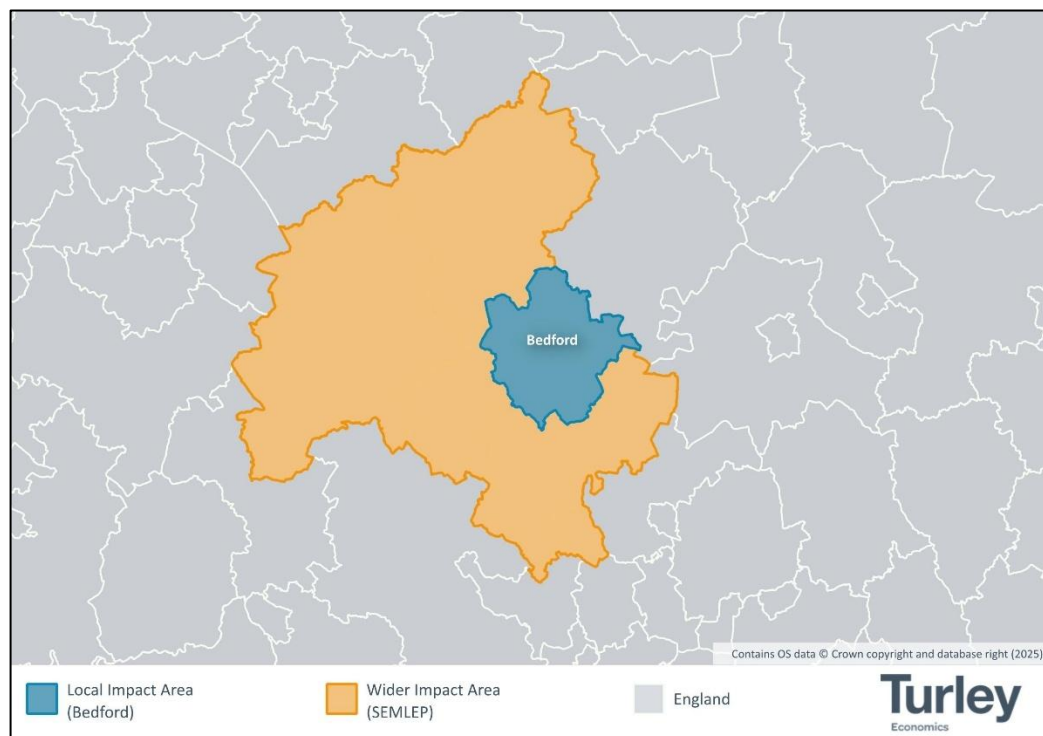 Bedford
Contains OS data © Crown copyright and database right (2025)
Local Impact Area
(Bedford)
Wider Impact Area
(SEMLEP)
England
Turley
Economics